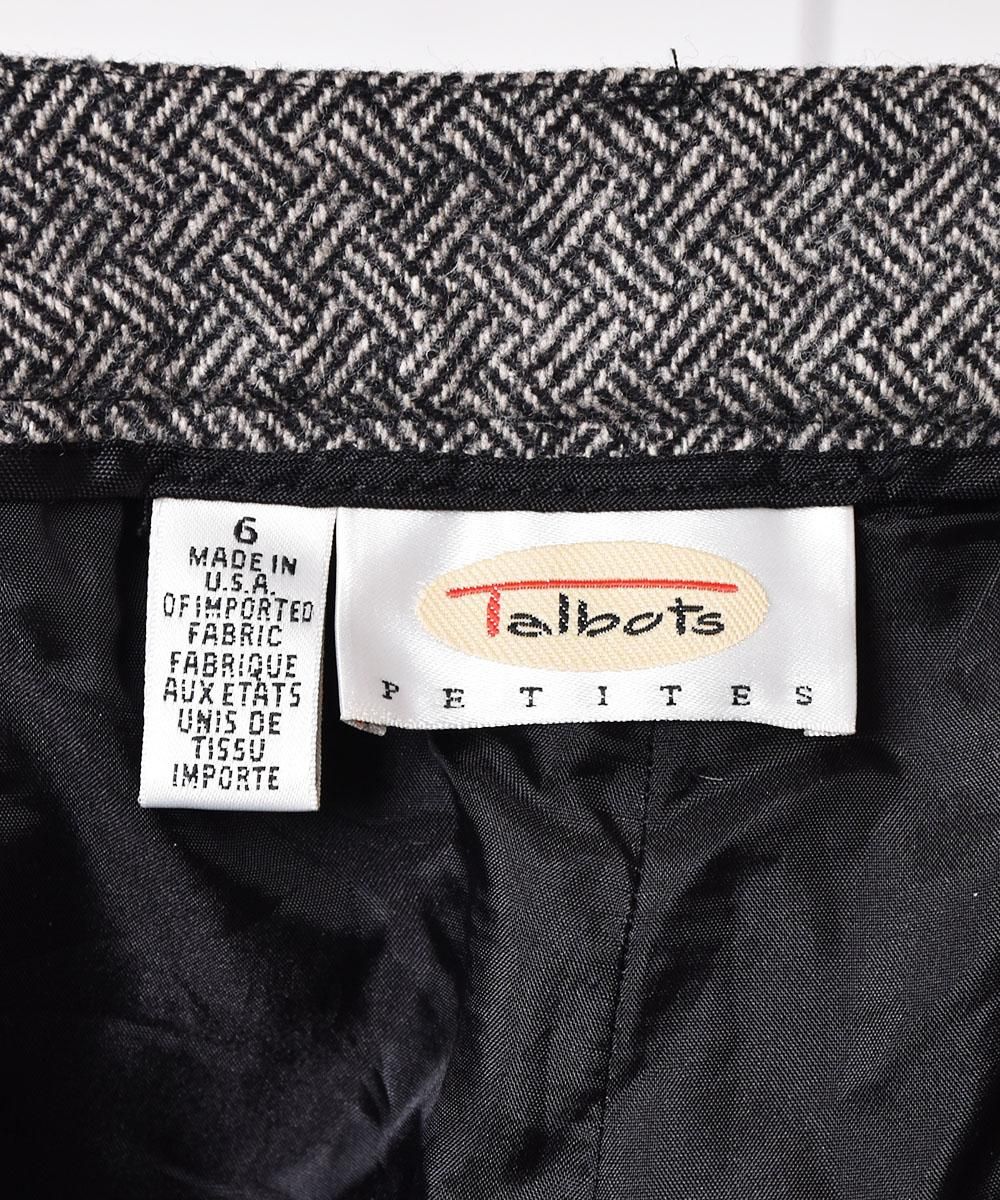 6
MADE IN
U.S.A.
OF IMPORTED
FABRIC
FABRIQUE
AUX ETATS
UNIS DE
TISSU
IMPORTE
Talbots
PETITES